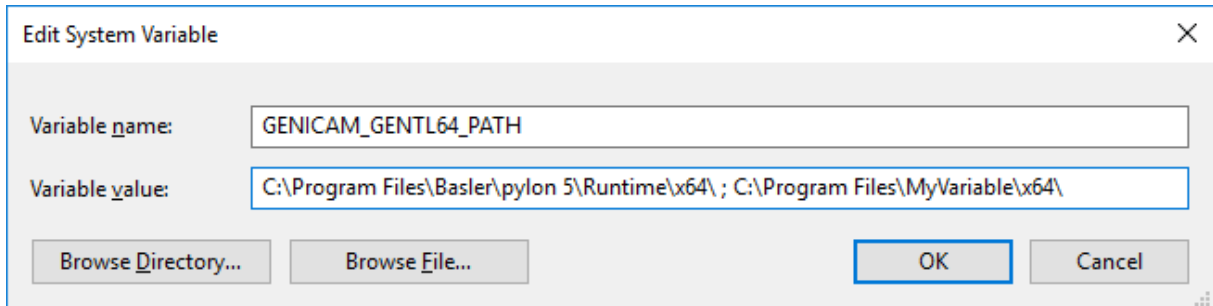 Edit System Variable
Variable name: GENICAM_GENTL64_PATH
Variable value: C:\Program Files\Basler\pylon 5\Runtime\x64\ ; C:\Program Files\MyVariable\x64\
Browse Directory... Browse File... OK Cancel